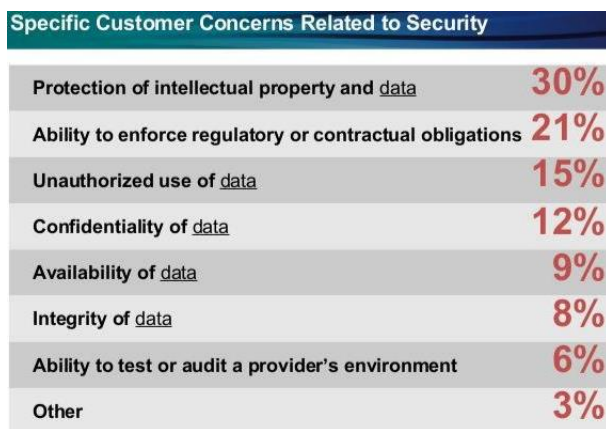 Specific Customer Concerns Related to Security
Protection of intellectual property and data 30%
Ability to enforce regulatory or contractual obligations 21%
Unauthorized use of data 15%
Confidentiality of data 12%
Availability of data 9%
Integrity of data 8%
Ability to test or audit a provider's environment 6%
Other 3%